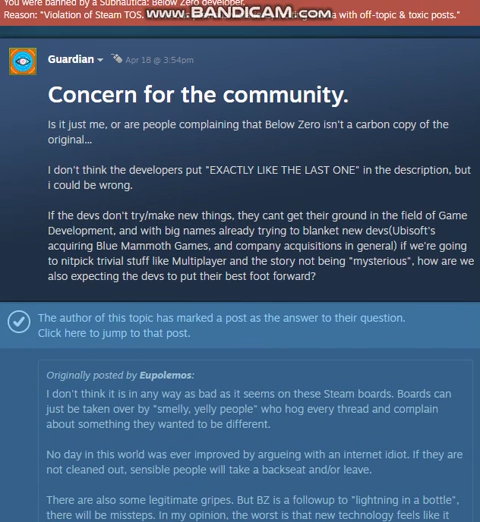 You were banned by a Subnautica: Below Zero developer.
Reason: "Violation of Steam TOS.
www.BANDICAM.com
a with off-topic & toxic posts."
Guardian
Apr 18 @ 3:54pm
Concern for the community.
Is it just me, or are people complaining that Below Zero isn't a carbon copy of the
original...
I don't think the developers put "EXACTLY LIKE THE LAST ONE" in the description, but
i could be wrong.
If the devs don't try/make new things, they cant get their ground in the field of Game
Development, and with big names already trying to blanket new devs(Ubisoft's
acquiring Blue Mammoth Games, and company acquisitions in general) if we're going
to nitpick trivial stuff like Multiplayer and the story not being "mysterious", how are we
also expecting the devs to put their best foot forward?
The author of this topic has marked a post as the answer to their question.
Click here to jump to that post.
Originally posted by Eupolemos:
I don't think it is in any way as bad as it seems on these Steam boards. Boards can
just be taken over by "smelly, yelly people" who hog every thread and complain
about something they wanted to be different.
No day in this world was ever improved by argueing with an internet idiot. If they are
not cleaned out, sensible people will take a backseat and/or leave.
There are also some legitimate gripes. But BZ is a followup to "lightning in a bottle",
there will be missteps. In my opinion, the worst is that new technology feels like it